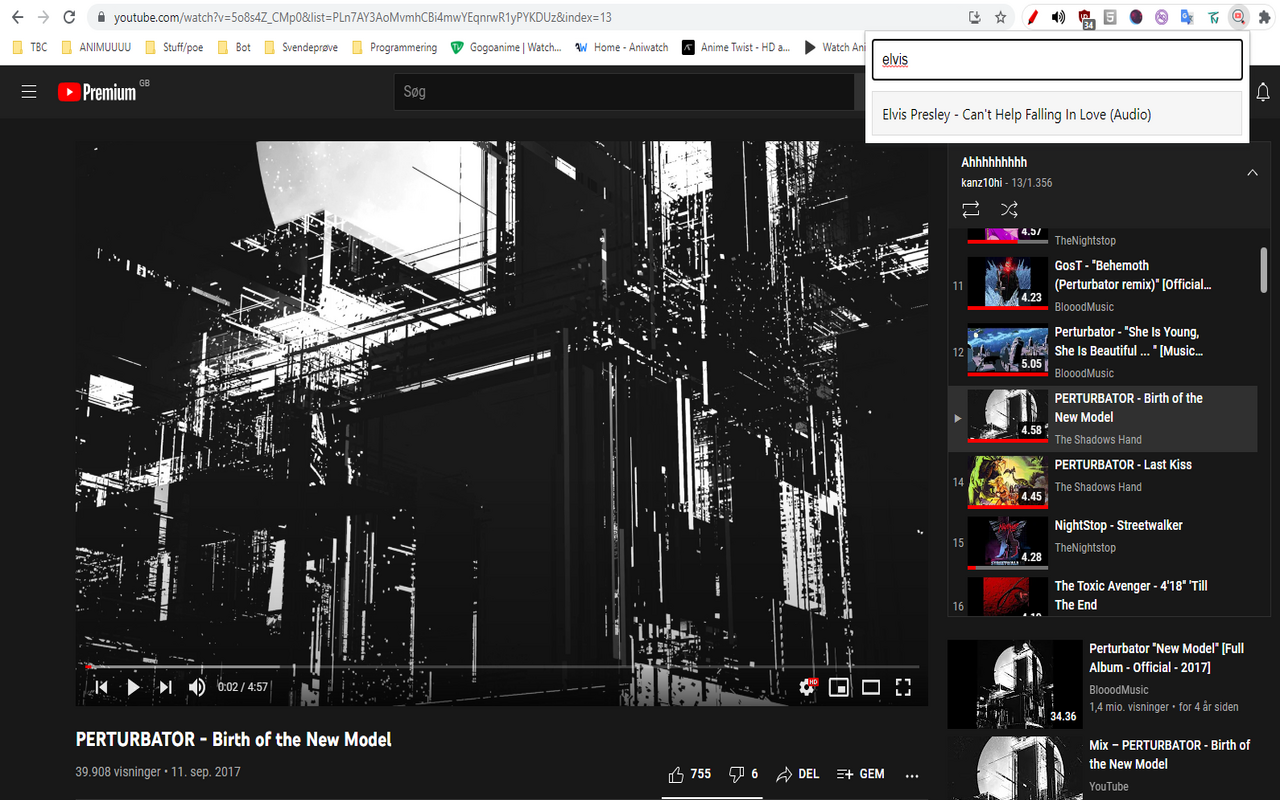 youtube.com/watch?v=5o8s4Z_CMp0&list=PLn7AY3AoMvmhCBi4mwYEqnnwR1yPYKDUz&index=13
34
TBC
ANIMUUUU
Stuff/poe
Bot
Svendeprøve
Programmering
Gogoanime | Watch...
Home - Aniwatch
Anime Twist - HD a...
Watch Ani
elvis
Elvis Presley - Can't Help Falling In Love (Audio)
Premium GB
Søg
Ahhhhhhhhh
kanz10hi - 13/1.356
4.57
TheNightstop
11
4.23
GosT - "Behemoth
(Perturbator remix)" [Official...
BlooodMusic
12
5.05
Perturbator - "She Is Young,
She Is Beautiful ... " [Music...
BlooodMusic
4.58
PERTURBATOR - Birth of the
New Model
The Shadows Hand
14
4.45
PERTURBATOR - Last Kiss
The Shadows Hand
15
4.28
NightStop - Streetwalker
TheNightstop
16
The Toxic Avenger - 4'18" 'Till
The End
0:02 / 4:57
HD
PERTURBATOR - Birth of the New Model
39.908 visninger • 11. sep. 2017
755
6
DEL
GEM
34.36
Perturbator "New Model" [Full
Album - Official - 2017]
BlooodMusic
1,4 mio. visninger • for 4 år siden
Mix – PERTURBATOR - Birth of
the New Model
YouTube